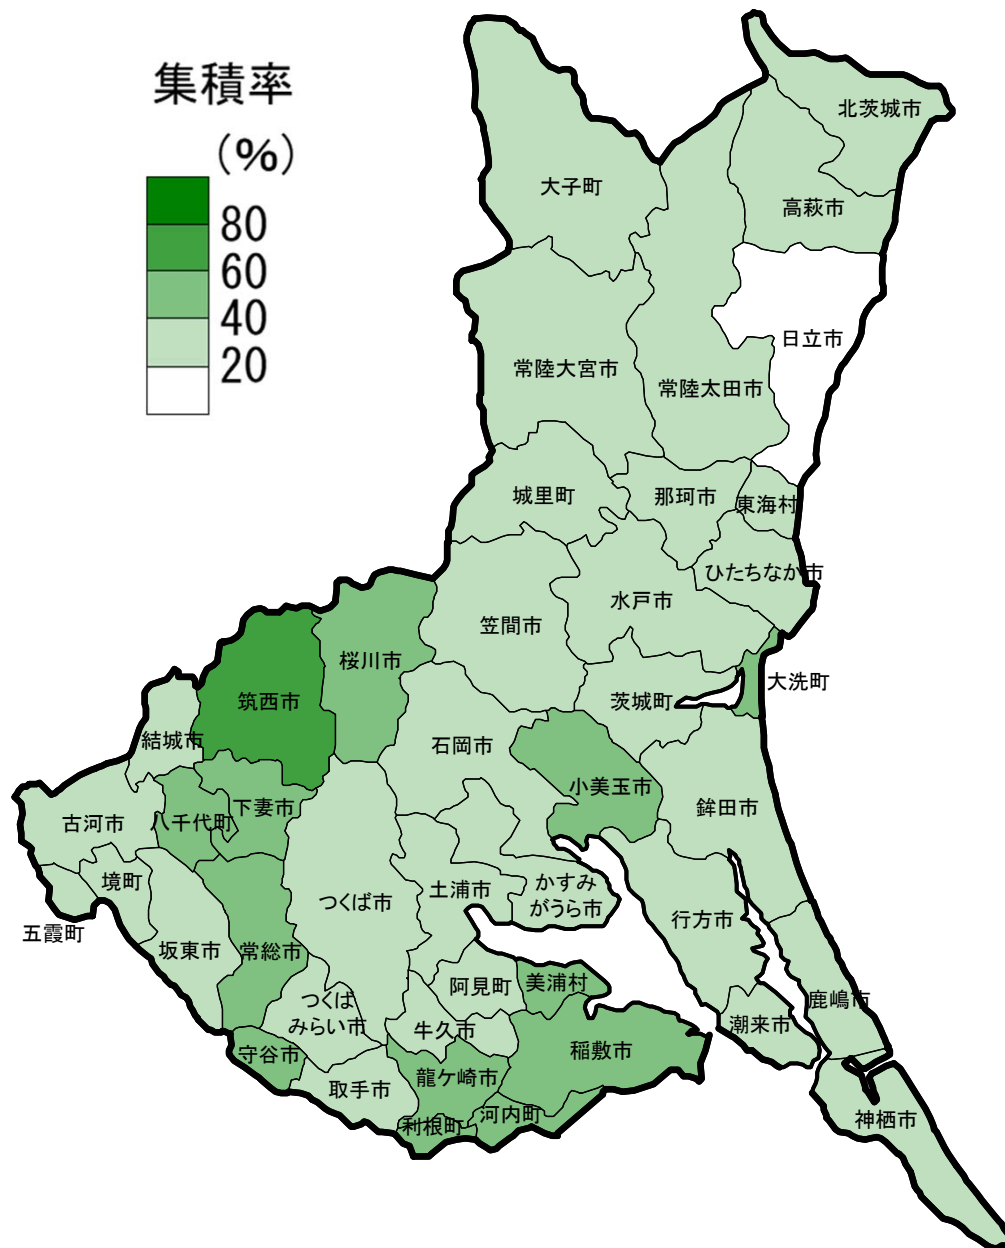 集積率
(%)
80
60
40
20
北茨城市
大子町
高萩市
日立市
常陸大宮市
常陸太田市
城里町
那珂市
東海村
ひたちなか市
水戸市
笠間市
桜川市
大洗町
筑西市
茨城町
結城市
石岡市
小美玉市
下妻市
鉾田市
古河市
八千代町
境町
かすみ
がうら市
土浦市
つくば市
行方市
五霞町
坂東市
常総市
阿見町
美浦村
つくば
みらい市
鹿嶋市
潮来市
牛久市
守谷市
稲敷市
龍ケ崎市
取手市
河内町
利根町
神栖市